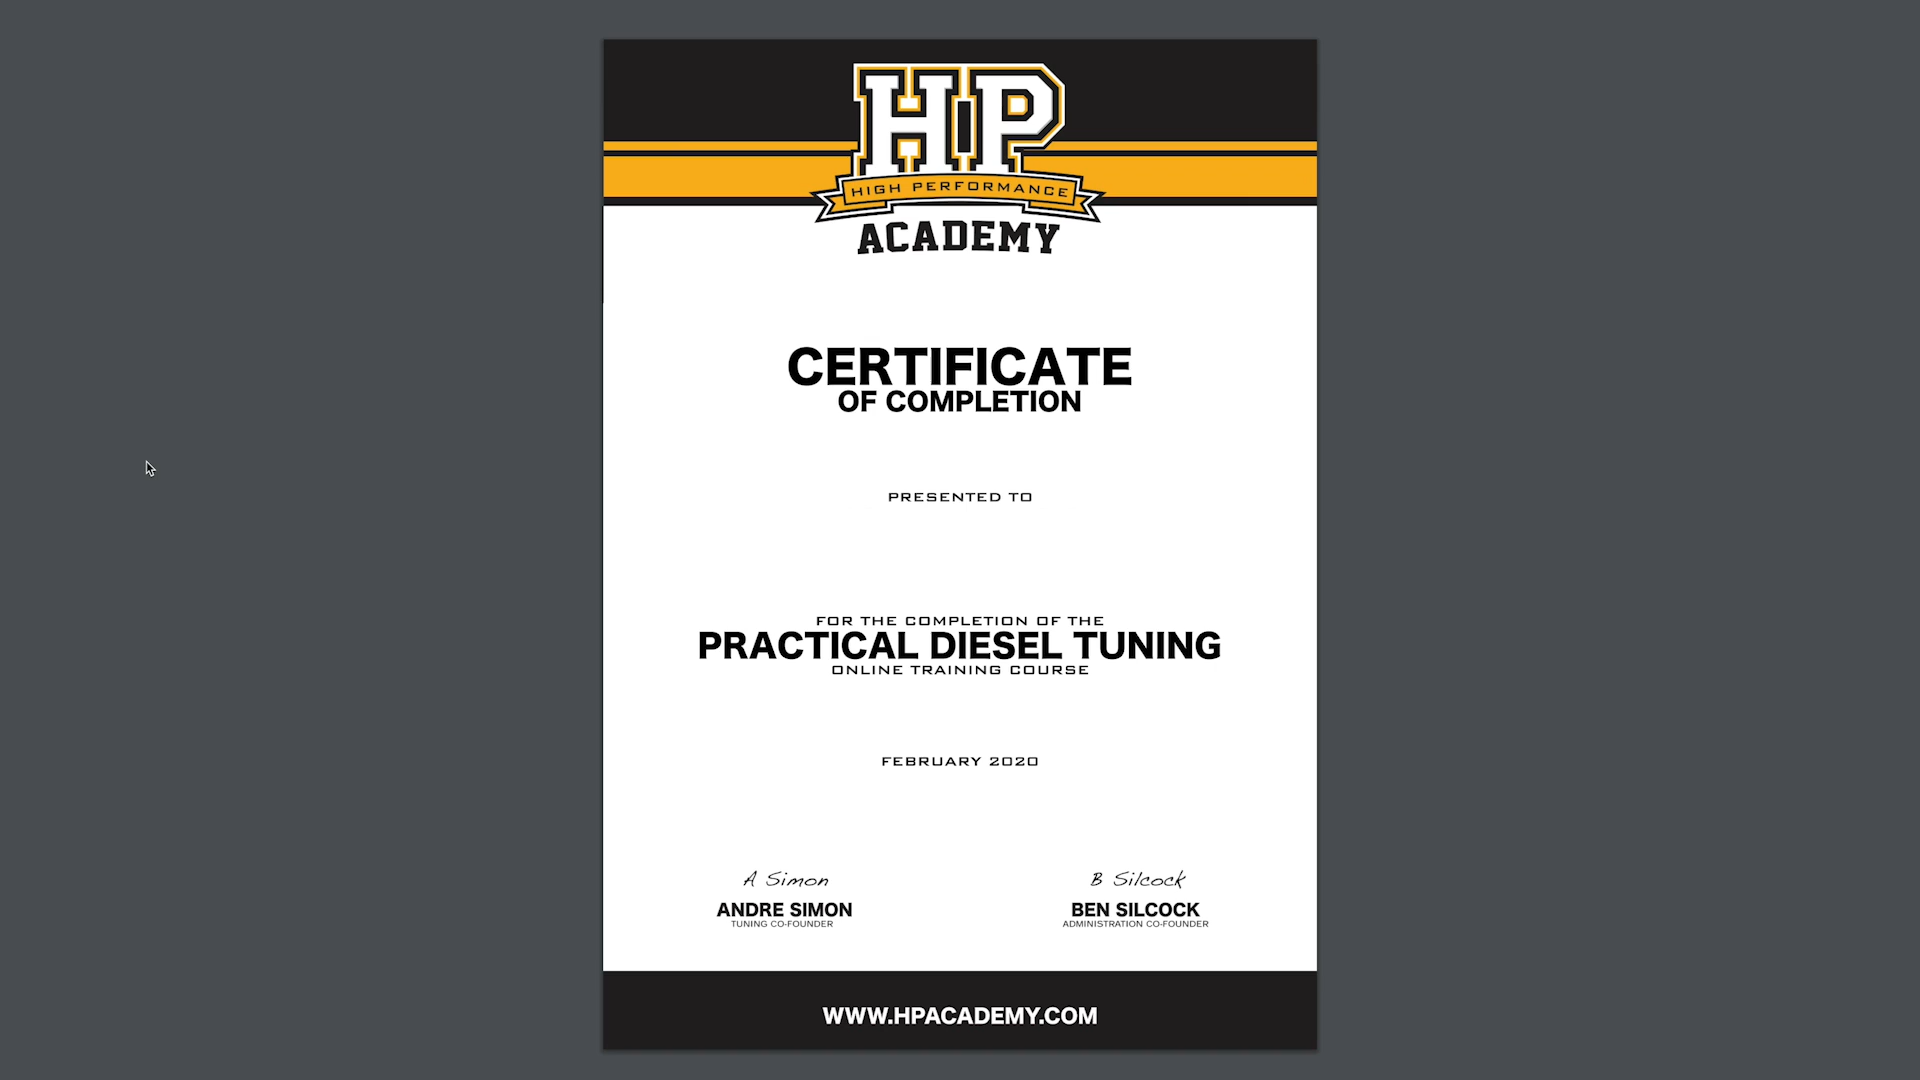 HP
HIGH PERFORMANCE
ACADEMY
CERTIFICATE
OF COMPLETION
PRESENTED TO
FOR THE COMPLETION OF THE
PRACTICAL DIESEL TUNING
ONLINE TRAINING COURSE
FEBRUARY 2020
A Simon B Silcock
ANDRE SIMON BEN SILCOCK
TUNING CO-FOUNDER ADMINISTRATION CO-FOUNDER
WWW.HPACADEMY.COM